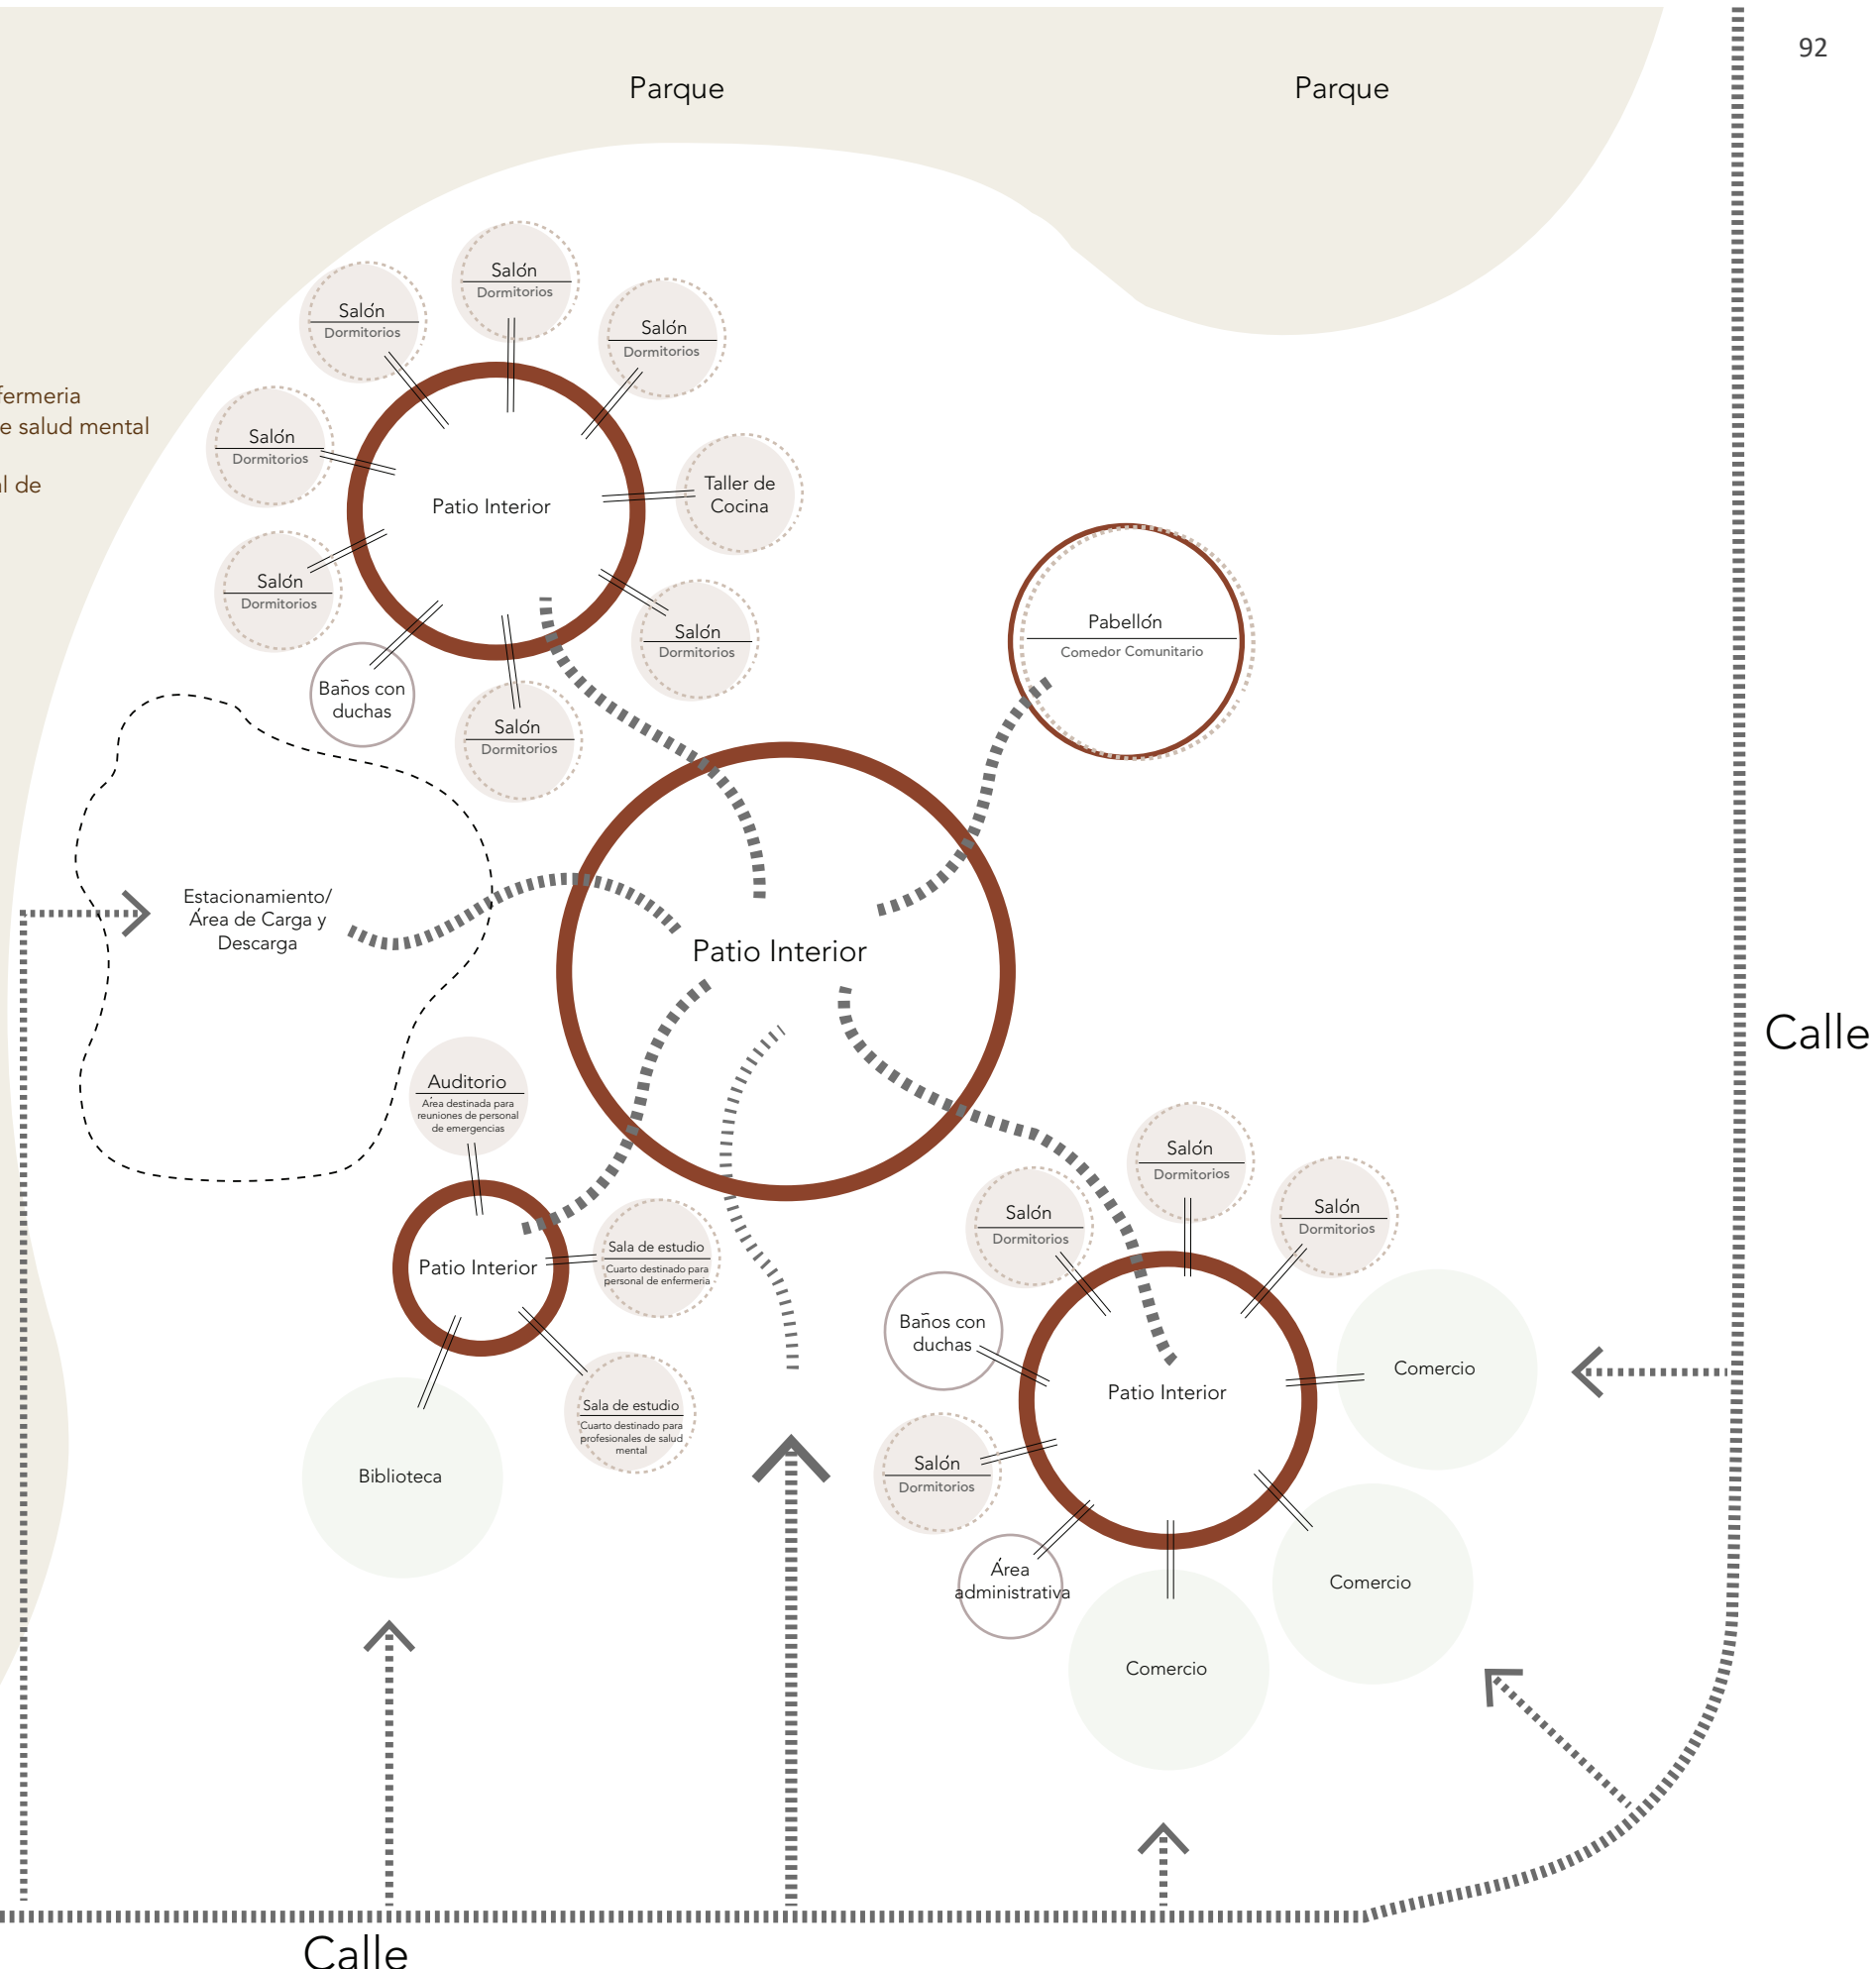 92
Parque
Parque
Salón
Dormitorios
Salón
Dormitorios
Salón
Dormitorios
fermeria
e salud mental
l de
Salón
Dormitorios
Taller de
Cocina
Patio Interior
Salón
Dormitorios
Salón
Dormitorios
Baños con
duchas
Salón
Dormitorios
Pabellón
Comedor Comunitario
Estacionamiento/
Área de Carga y
Descarga
Patio Interior
Calle
Auditorio
Área destinada para
reuniones de personal
de emergencias
Patio Interior
Sala de estudio
Cuarto destinado para
personal de enfermeria
Sala de estudio
Cuarto destinado para
profesionales de salud
mental
Biblioteca
Salón
Dormitorios
Salón
Dormitorios
Salón
Dormitorios
Baños con
duchas
Patio Interior
Comercio
Salón
Dormitorios
Área
administrativa
Comercio
Comercio
Calle